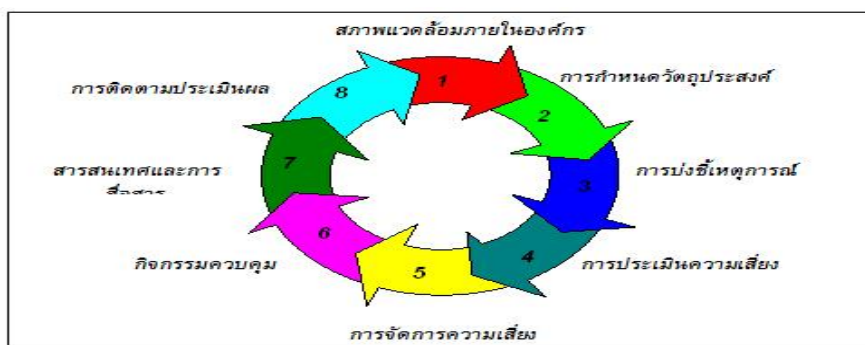 สภาพแวดล้อมภายในองค์กร
1
การกำหนดวัตถุประสงค์
2
การบ่งชี้เหตุการณ์
3
การประเมินความเสี่ยง
4
การจัดการความเสี่ยง
5
กิจกรรมควบคุม
6
สารสนเทศและการ
สื่อสาร
7
การติดตามประเมินผล
8